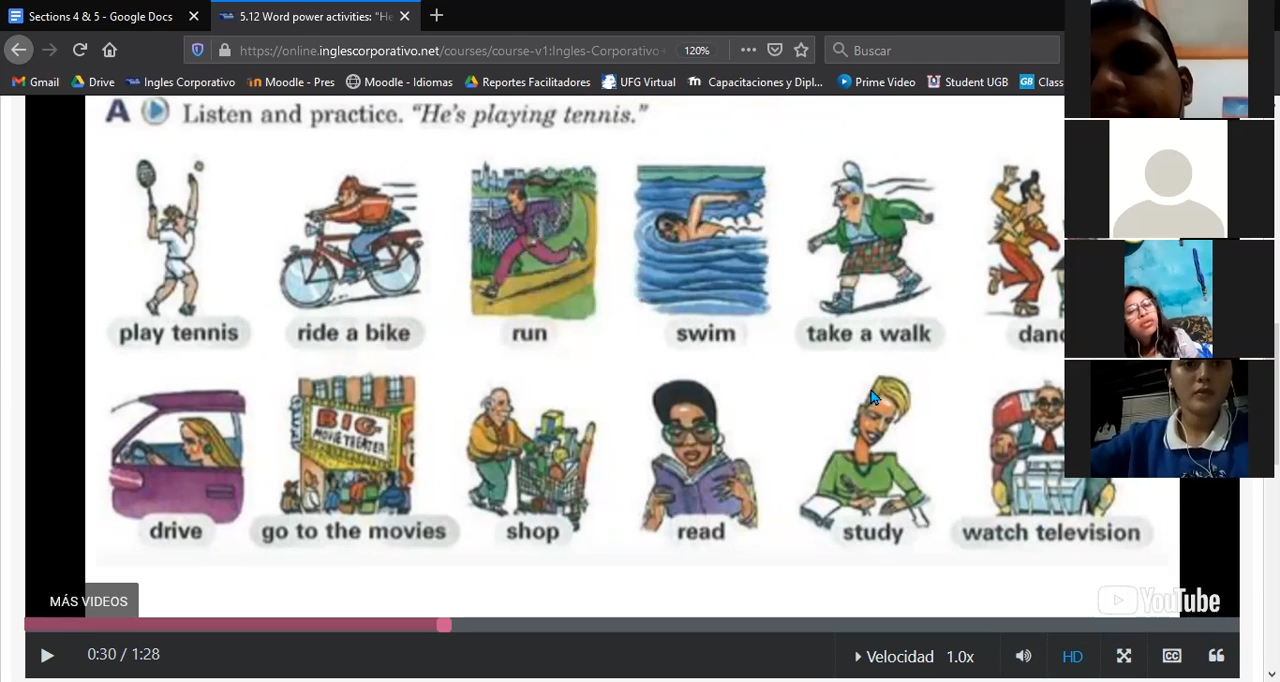 Sections 4 & 5 - Google Docs
5.12 Word power activities: "He
https://online.inglescorporativo.net/courses/course-v1:Ingles-Corporativo
120%
Buscar
Gmail
Drive
Ingles Corporativo
Moodle - Pres
Moodle - Idiomas
Reportes Facilitadores
UFG Virtual
Capacitaciones y Dipl...
Prime Video
Student UGB
Class
A Listen and practice. "He's playing tennis."
play tennis
ride a bike
run
swim
take a walk
danc
BIG
MOVIE THEATER
drive
go to the movies
shop
read
study
watch television
MÁS VIDEOS
YouTube
0:30 / 1:28
Velocidad 1.0x
HD
CC